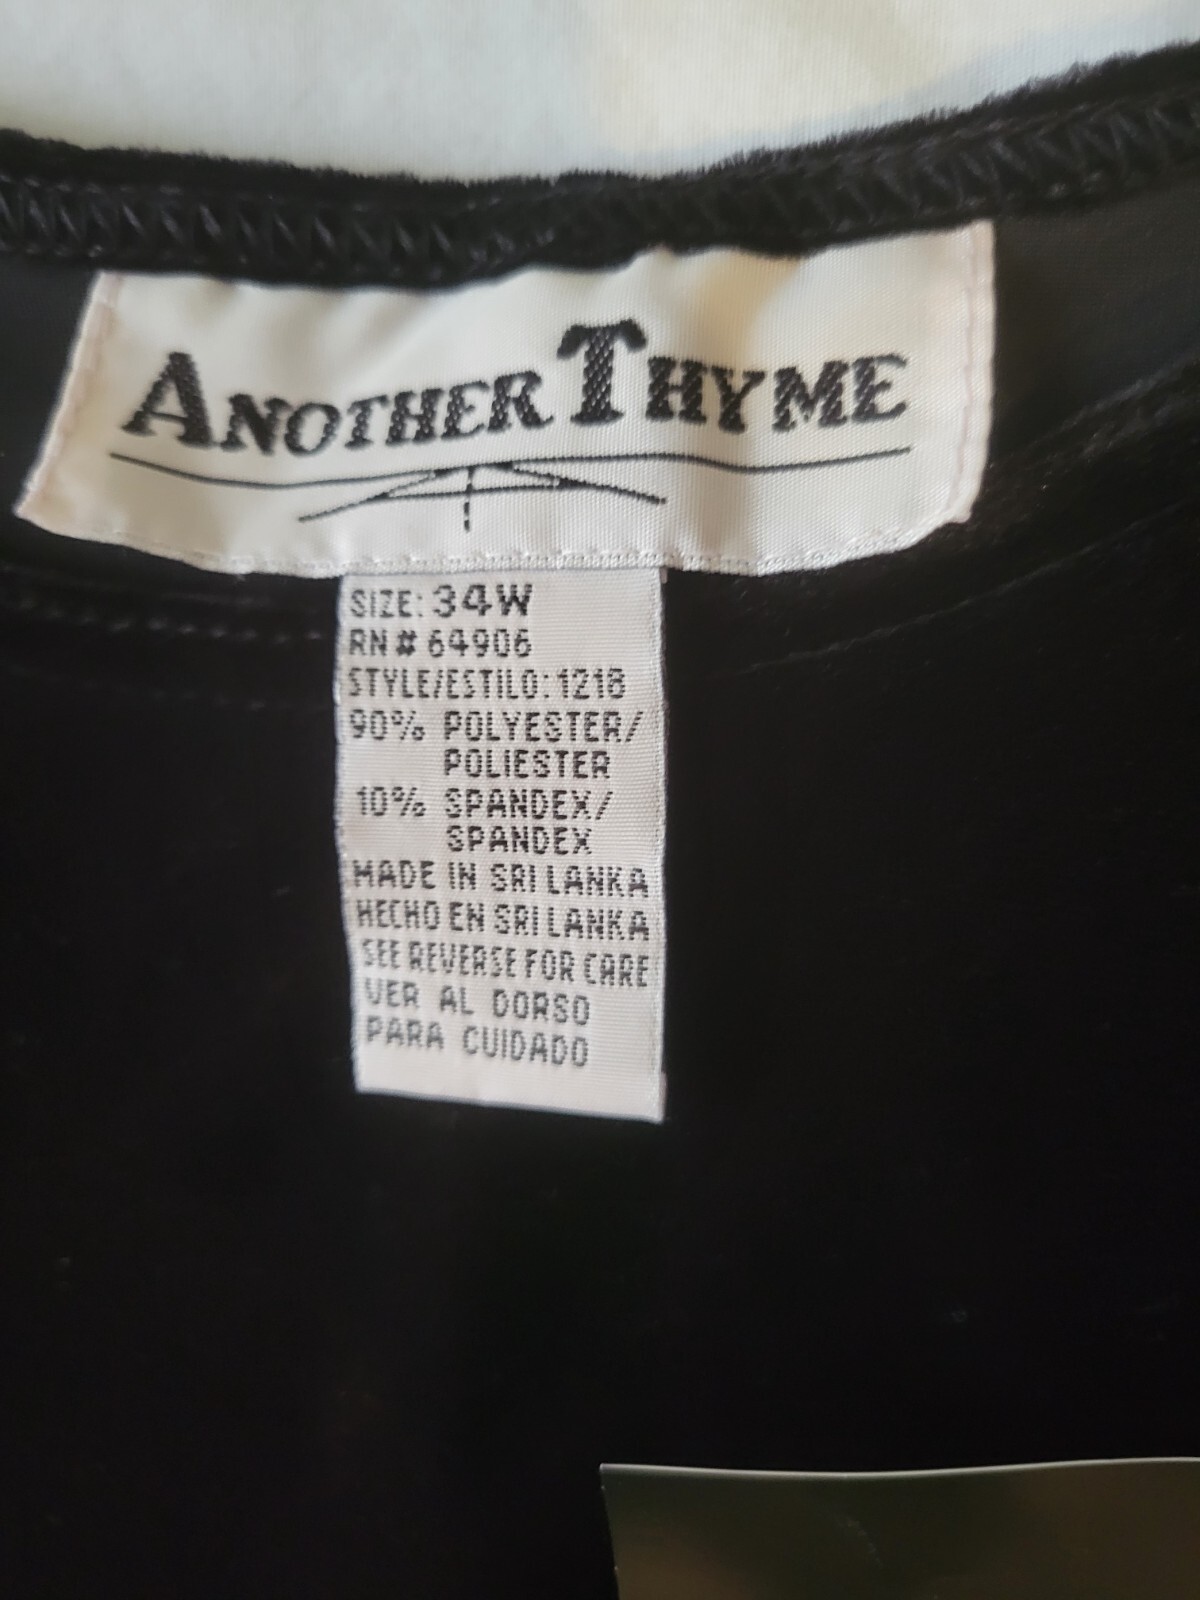 ANOTHER THYME
SIZE: 34W
RN # 64906
STYLE/ESTILO: 1218
90% POLYESTER/
POLIESTER
10% SPANDEX/
SPANDEX
MADE IN SRI LANKA
HECHO EN SRI LANKA
SEE REVERSE FOR CARE
VER AL DORSO
PARA CUIDADO